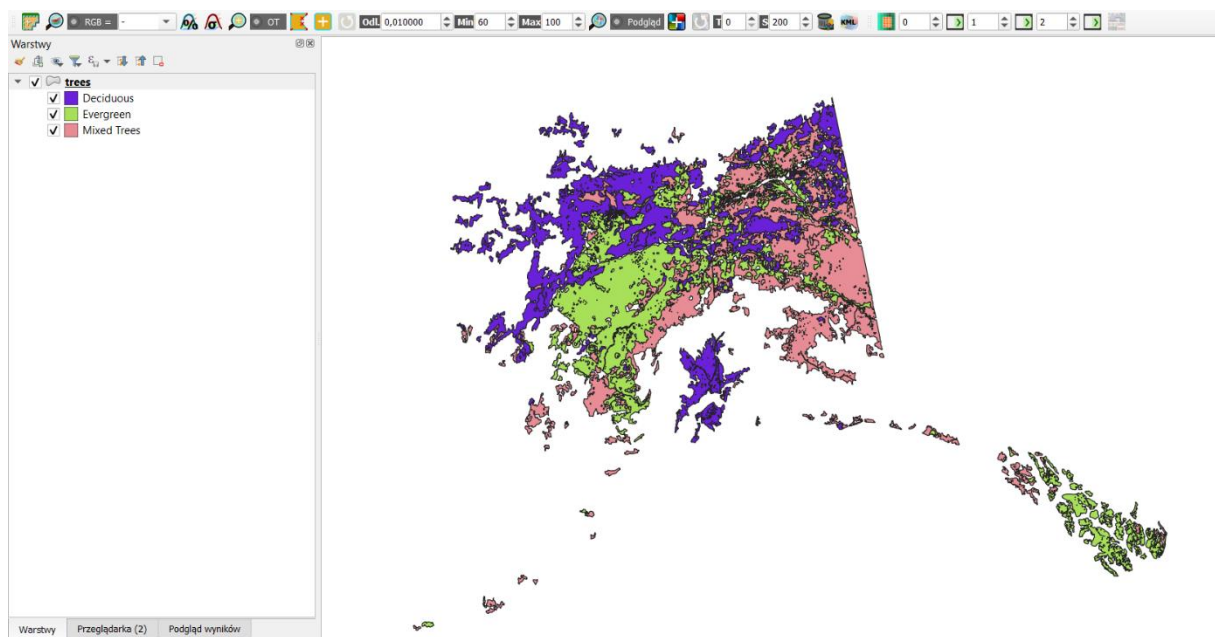 RGB = - OT Odl 0,010000 Min 60 Max 100 Podgląd T 0 S 200 KML 0 1 2
Warstwy
trees
Deciduous
Evergreen
Mixed Trees
Warstwy Przeglądarka (2) Podgląd wyników